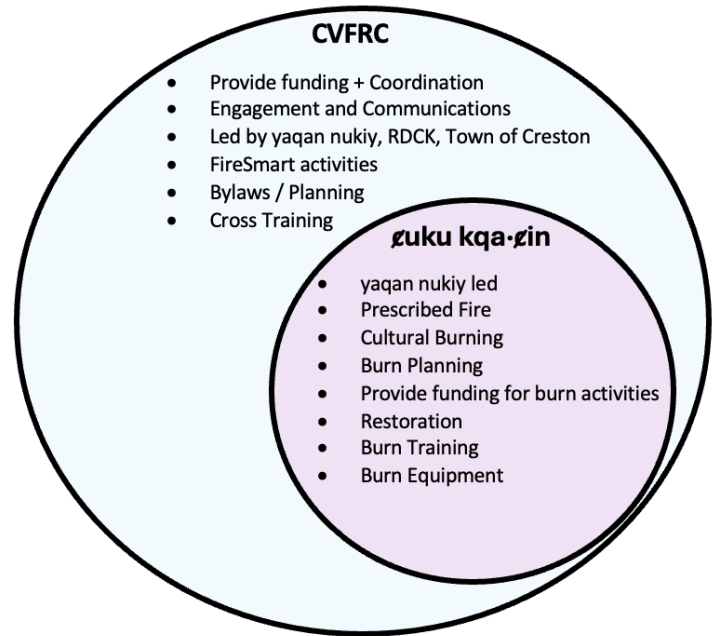 CVFRC
• Provide funding + Coordination
• Engagement and Communications
• Led by yaqan nukiy, RDCK, Town of Creston
• FireSmart activities
• Bylaws / Planning
• Cross Training
ȼuku kqa·ȼin
• yaqan nukiy led
• Prescribed Fire
• Cultural Burning
• Burn Planning
• Provide funding for burn activities
• Restoration
• Burn Training
• Burn Equipment